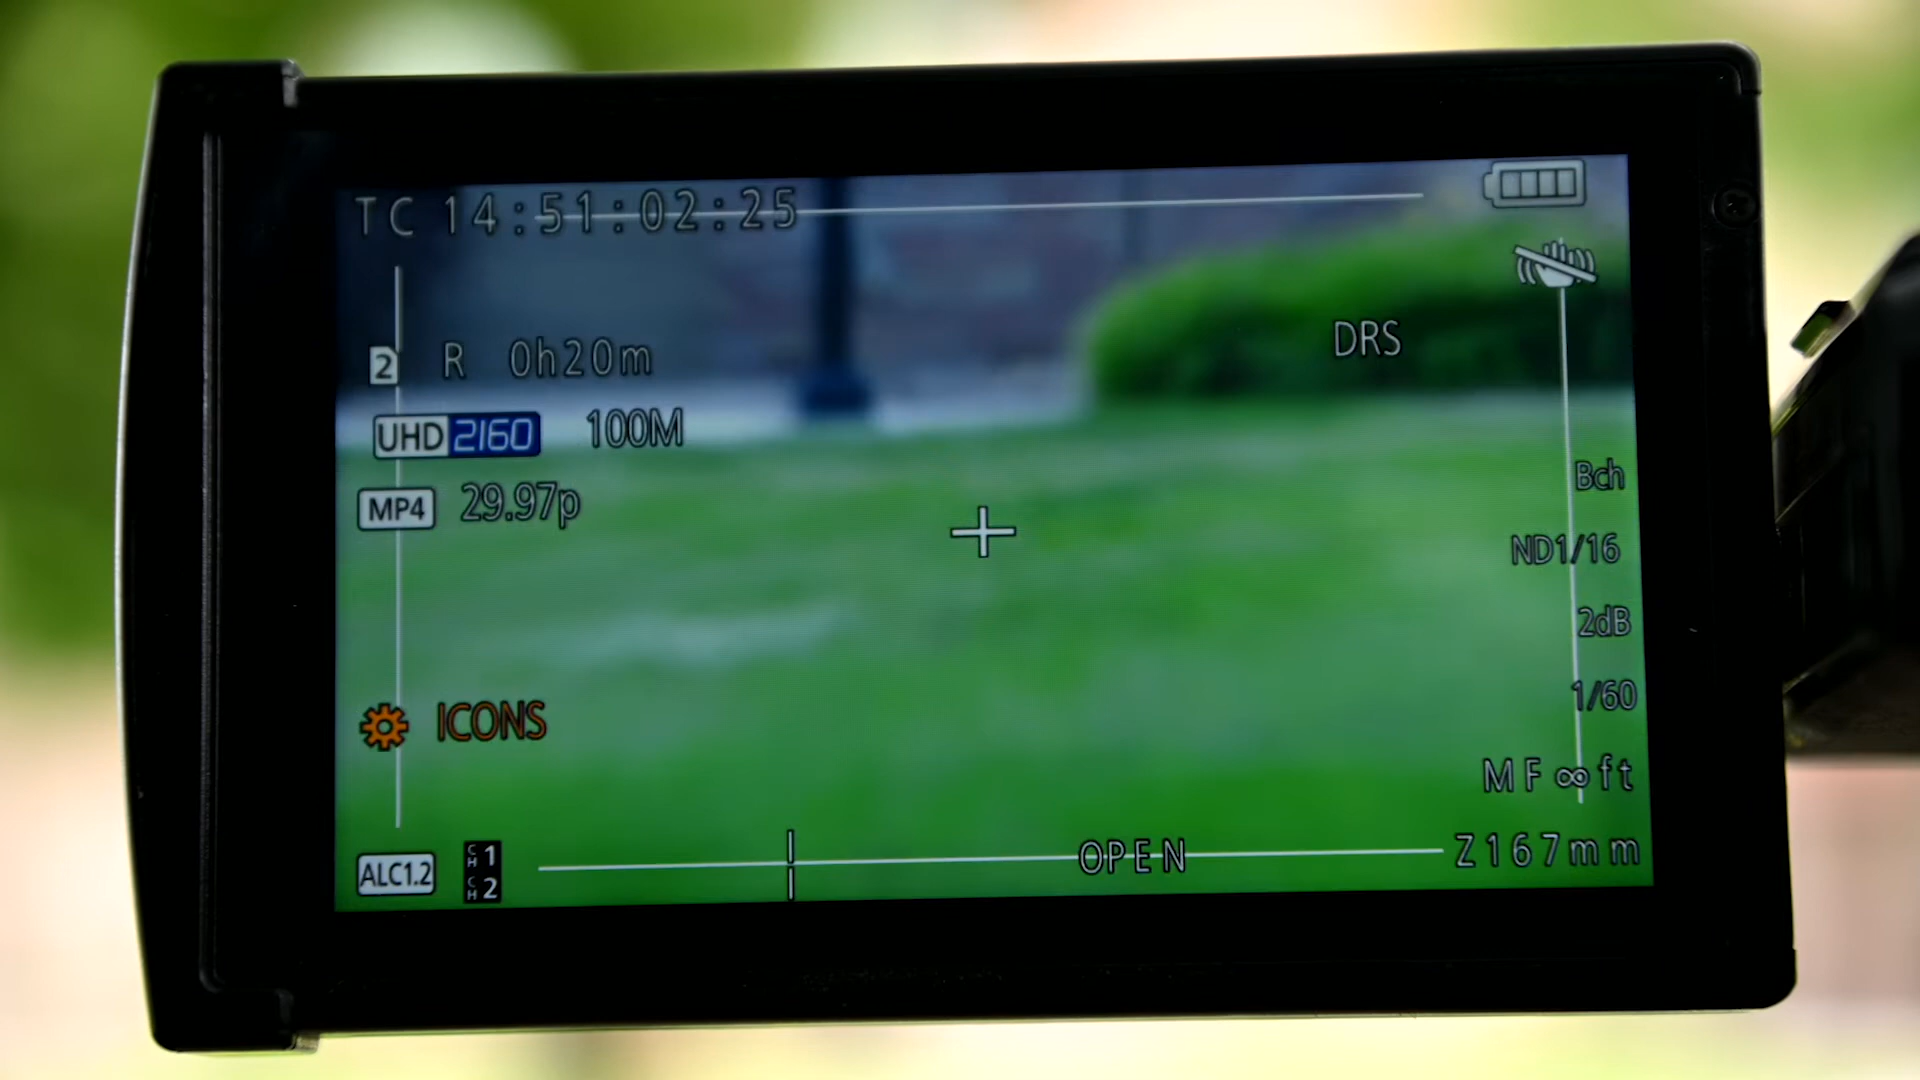 TC 14:51:02:25
DRS
2 R 0h20m
UHD 2160 100M
MP4 29.97p
Bch
ND1/16
2dB
1/60
ICONS
MF ∞ft
ALC1.2 CH1 CH2 OPEN Z167mm